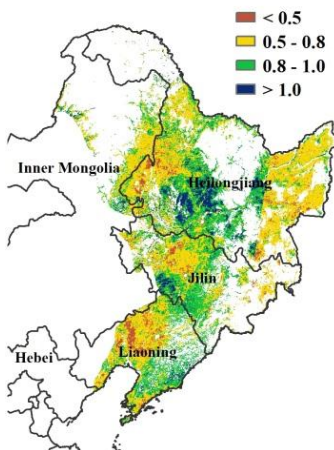 < 0.5
0.5 - 0.8
0.8 - 1.0
> 1.0
Inner Mongolia
Heilongjiang
Jilin
Hebei
Liaoning